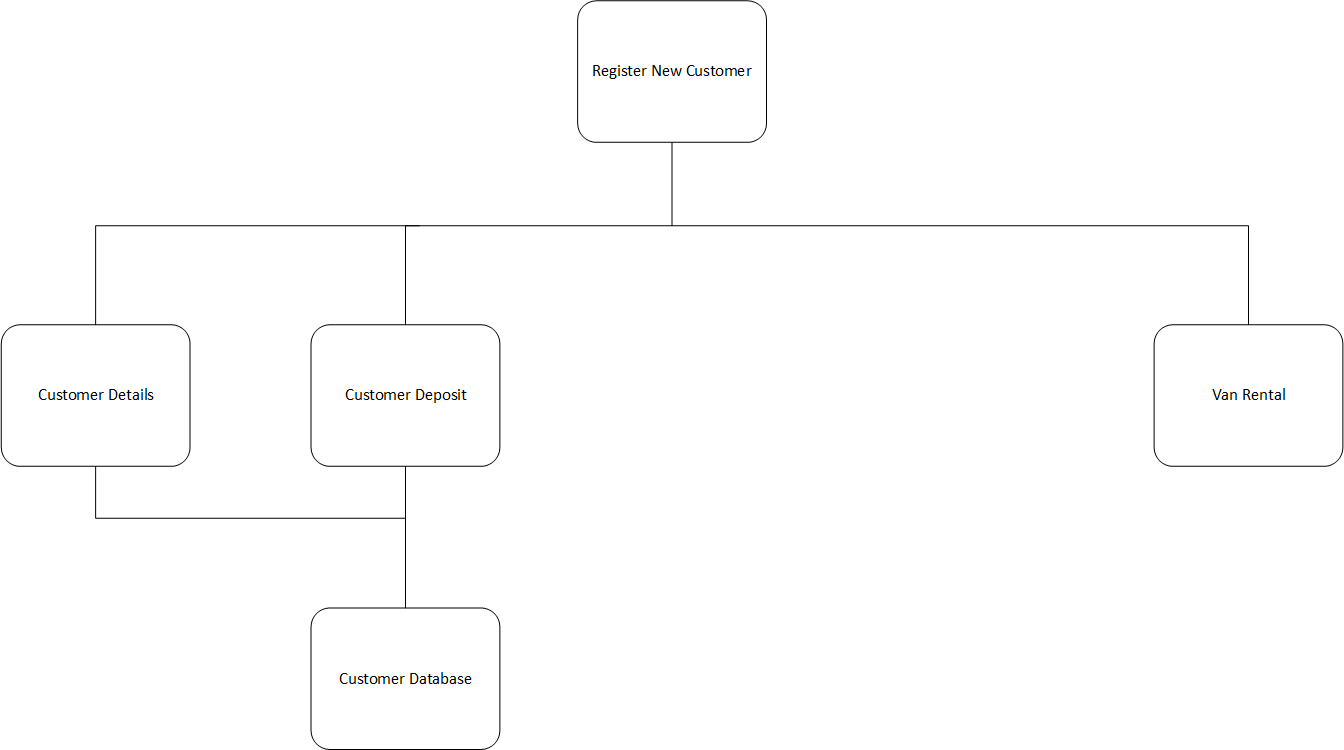 Register New Customer
Customer Details
Customer Deposit
Van Rental
Customer Database